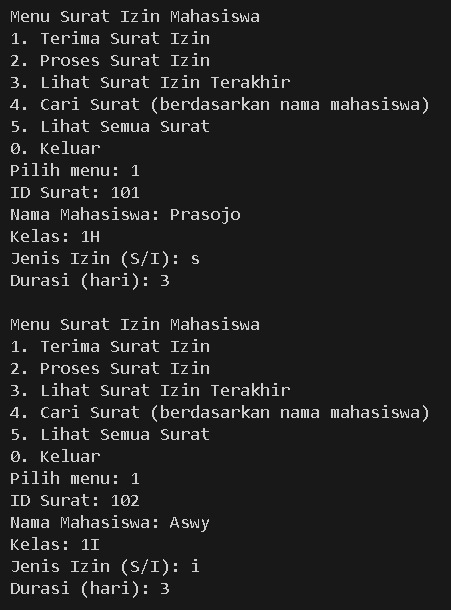 Menu Surat Izin Mahasiswa
1. Terima Surat Izin
2. Proses Surat Izin
3. Lihat Surat Izin Terakhir
4. Cari Surat (berdasarkan nama mahasiswa)
5. Lihat Semua Surat
0. Keluar
Pilih menu: 1
ID Surat: 101
Nama Mahasiswa: Prasojo
Kelas: 1H
Jenis Izin (S/I): s
Durasi (hari): 3

Menu Surat Izin Mahasiswa
1. Terima Surat Izin
2. Proses Surat Izin
3. Lihat Surat Izin Terakhir
4. Cari Surat (berdasarkan nama mahasiswa)
5. Lihat Semua Surat
0. Keluar
Pilih menu: 1
ID Surat: 102
Nama Mahasiswa: Aswy
Kelas: 1I
Jenis Izin (S/I): i
Durasi (hari): 3